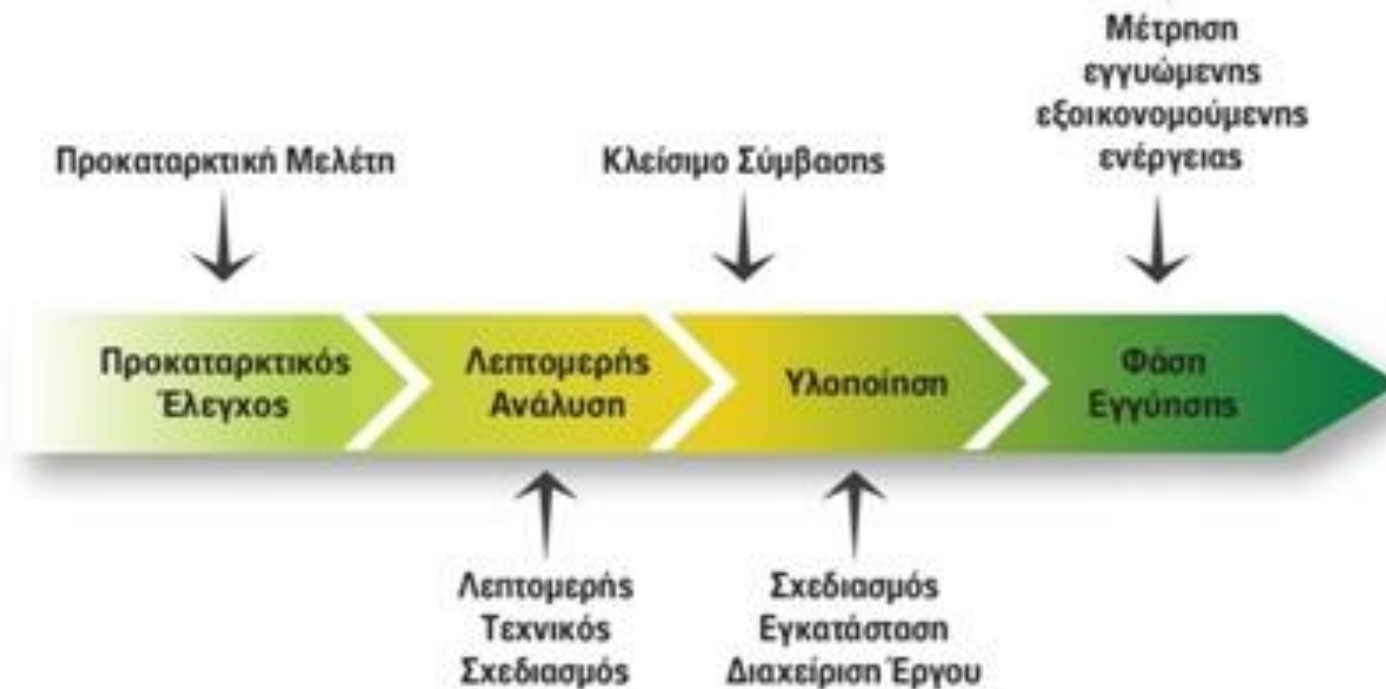 Προκαταρκτική Μελέτη
Κλείσιμο Σύμβασης
Μέτρηση
εγγυώμενης
εξοικονομούμενης
ενέργειας
Προκαταρκτικός
Έλεγχος
Λεπτομερής
Ανάλυση
Υλοποίηση
Φάση
Εγγύησης
Λεπτομερής
Τεχνικός
Σχεδιασμός
Σχεδιασμός
Εγκατάσταση
Διαχείριση Έργου